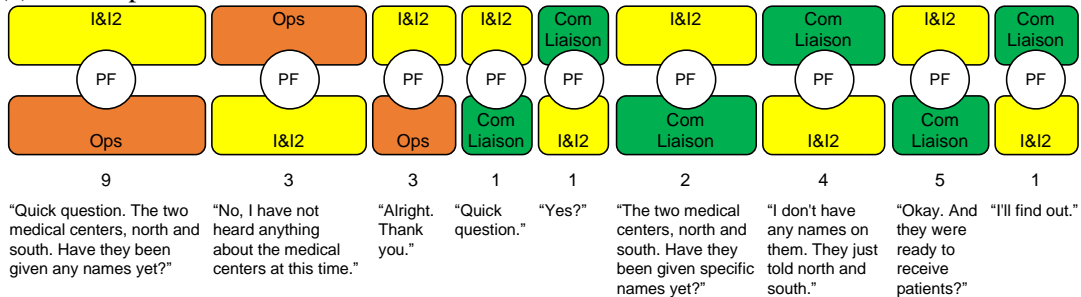 I&I2 Ops I&I2 I&I2 Com Liaison I&I2 Com Liaison I&I2 Com Liaison
PF PF PF PF PF PF PF PF PF
Ops I&I2 Ops Com Liaison I&I2 Com Liaison I&I2 Com Liaison I&I2
9 3 3 1 1 2 4 5 1
“Quick question. The two
medical centers, north and
south. Have they been
given any names yet?”
“No, I have not
heard anything
about the medical
centers at this time.”
“Alright.
Thank
you.”
“Quick
question.”
“Yes?”
“The two medical
centers, north and
south. Have they
been given specific
names yet?”
“I don't have
any names on
them. They just
told north and
south.”
“Okay. And
they were
ready to
receive
patients?”
“I'll find out.”